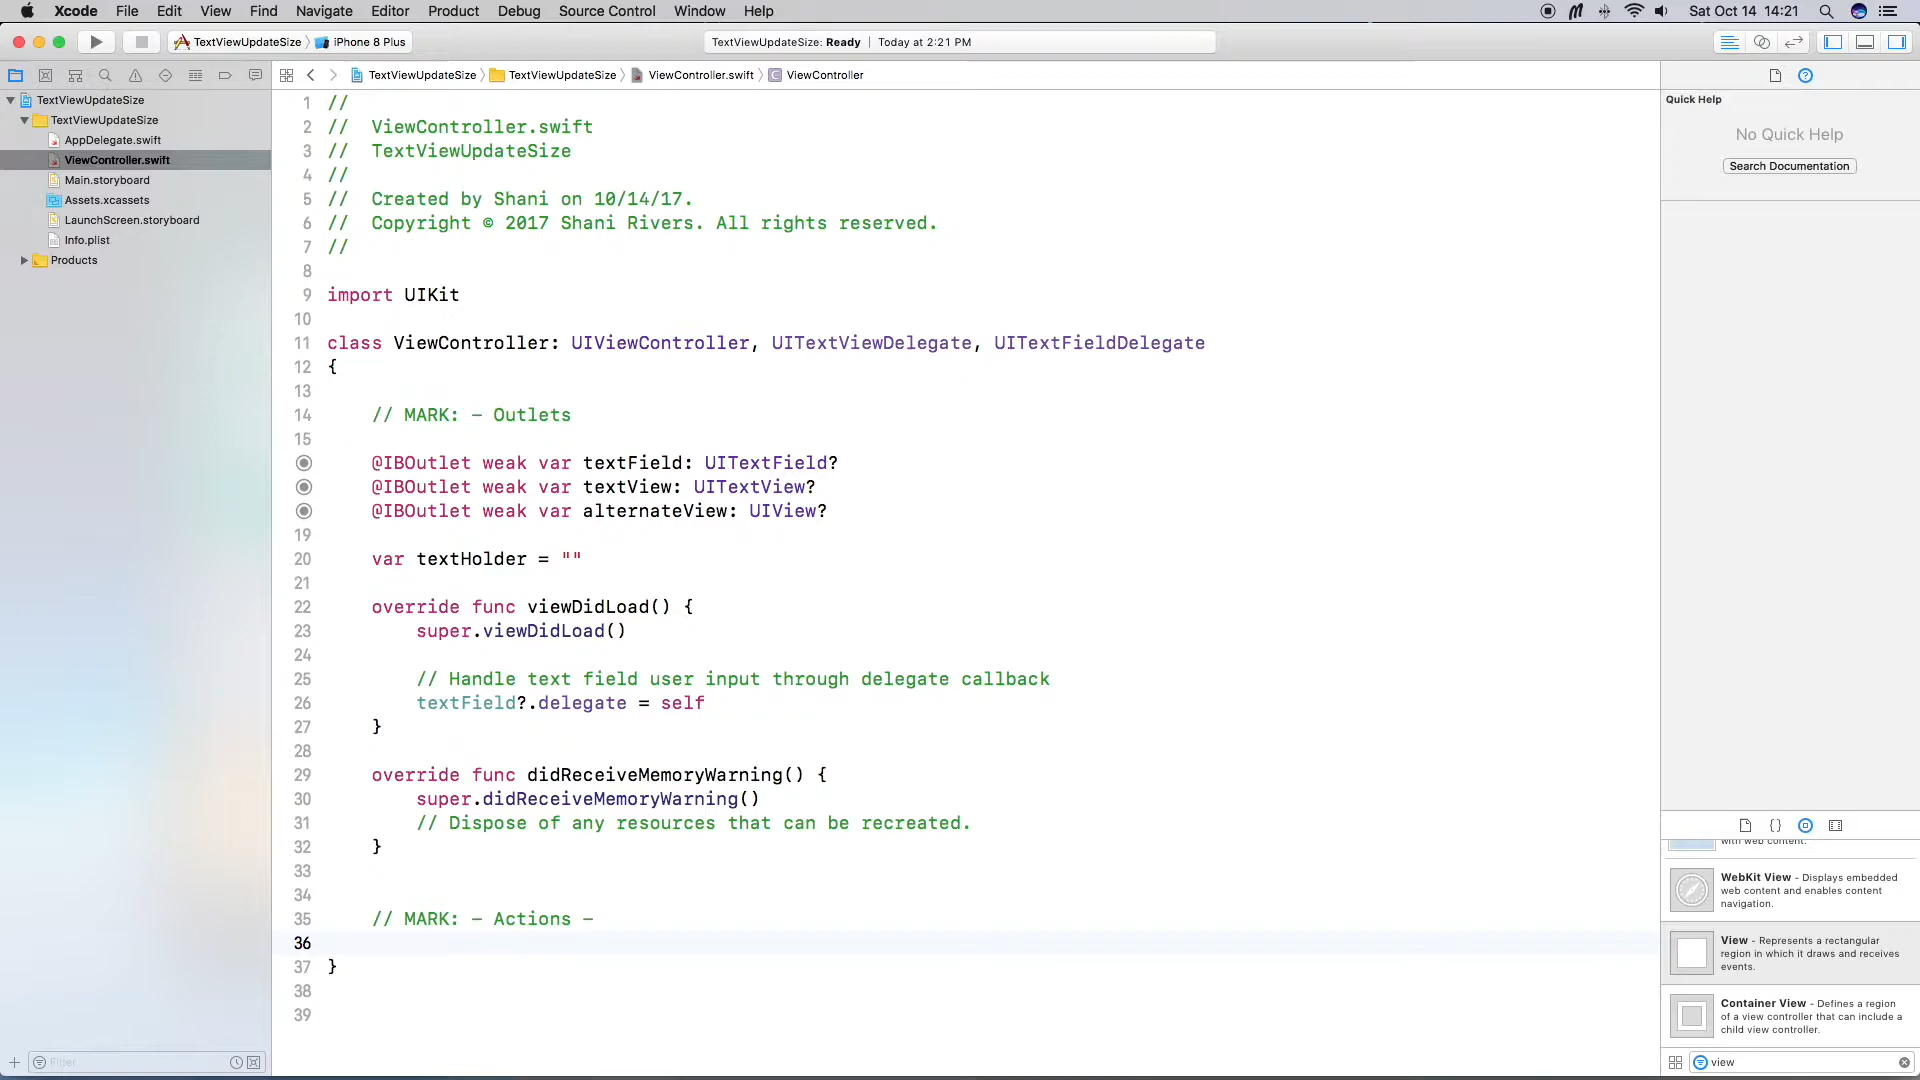 Xcode File Edit View Find Navigate Editor Product Debug Source Control Window Help Sat Oct 14 14:21
TextViewUpdateSize iPhone 8 Plus TextViewUpdateSize: Ready Today at 2:21 PM
TextViewUpdateSize TextViewUpdateSize ViewController.swift ViewController
TextViewUpdateSize
TextViewUpdateSize
AppDelegate.swift
ViewController.swift
Main.storyboard
Assets.xcassets
LaunchScreen.storyboard
Info.plist
Products
Filter
1 //
2 //  ViewController.swift
3 //  TextViewUpdateSize
4 //
5 //  Created by Shani on 10/14/17.
6 //  Copyright © 2017 Shani Rivers. All rights reserved.
7 //
8
9 import UIKit
10
11 class ViewController: UIViewController, UITextViewDelegate, UITextFieldDelegate
12 {
13
14     // MARK: - Outlets
15
@IBOutlet weak var textField: UITextField?
@IBOutlet weak var textView: UITextView?
@IBOutlet weak var alternateView: UIView?
19
20     var textHolder = ""
21
22     override func viewDidLoad() {
23         super.viewDidLoad()
24
25         // Handle text field user input through delegate callback
26         textField?.delegate = self
27     }
28
29     override func didReceiveMemoryWarning() {
30         super.didReceiveMemoryWarning()
31         // Dispose of any resources that can be recreated.
32     }
33
34
35     // MARK: - Actions -
36
37 }
38
39
Quick Help
No Quick Help
Search Documentation
{}
with web content.
WebKit View - Displays embedded
web content and enables content
navigation.
View - Represents a rectangular
region in which it draws and receives
events.
Container View - Defines a region
of a view controller that can include a
child view controller.
view